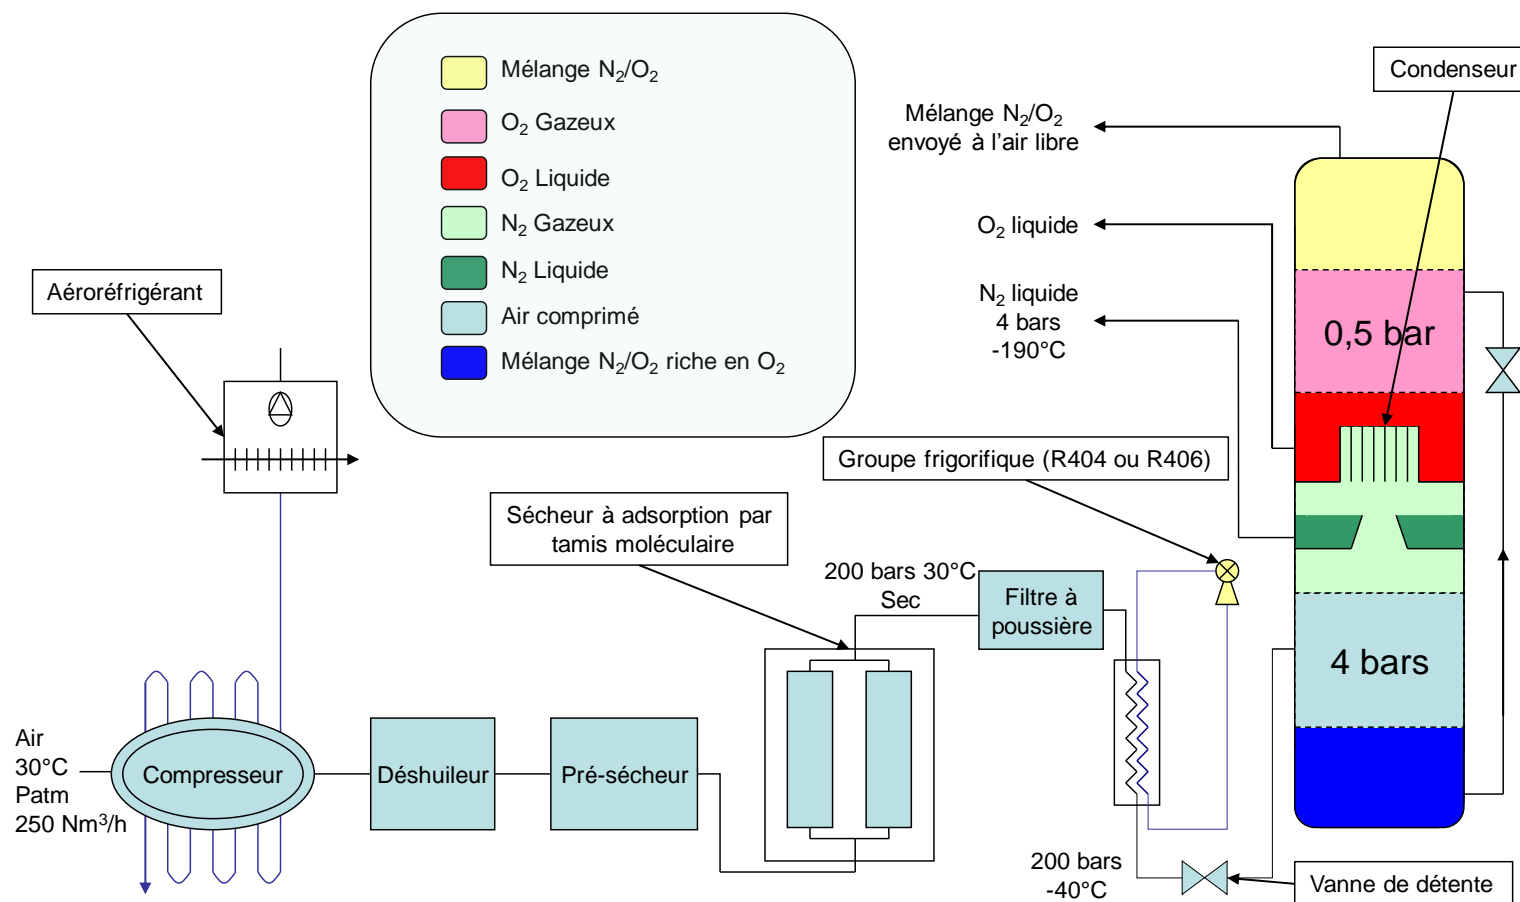 Mélange N₂/O₂
O₂ Gazeux
O₂ Liquide
N₂ Gazeux
N₂ Liquide
Air comprimé
Mélange N₂/O₂ riche en O₂
Condenseur
Mélange N₂/O₂
envoyé à l'air libre
O₂ liquide
N₂ liquide
4 bars
-190°C
0,5 bar
4 bars
Aéroréfrigérant
Groupe frigorifique (R404 ou R406)
Sécheur à adsorption par
tamis moléculaire
200 bars 30°C
Sec
Filtre à
poussière
Air
30°C
Patm
250 Nm³/h
Compresseur
Déshuileur
Pré-sécheur
200 bars
-40°C
Vanne de détente